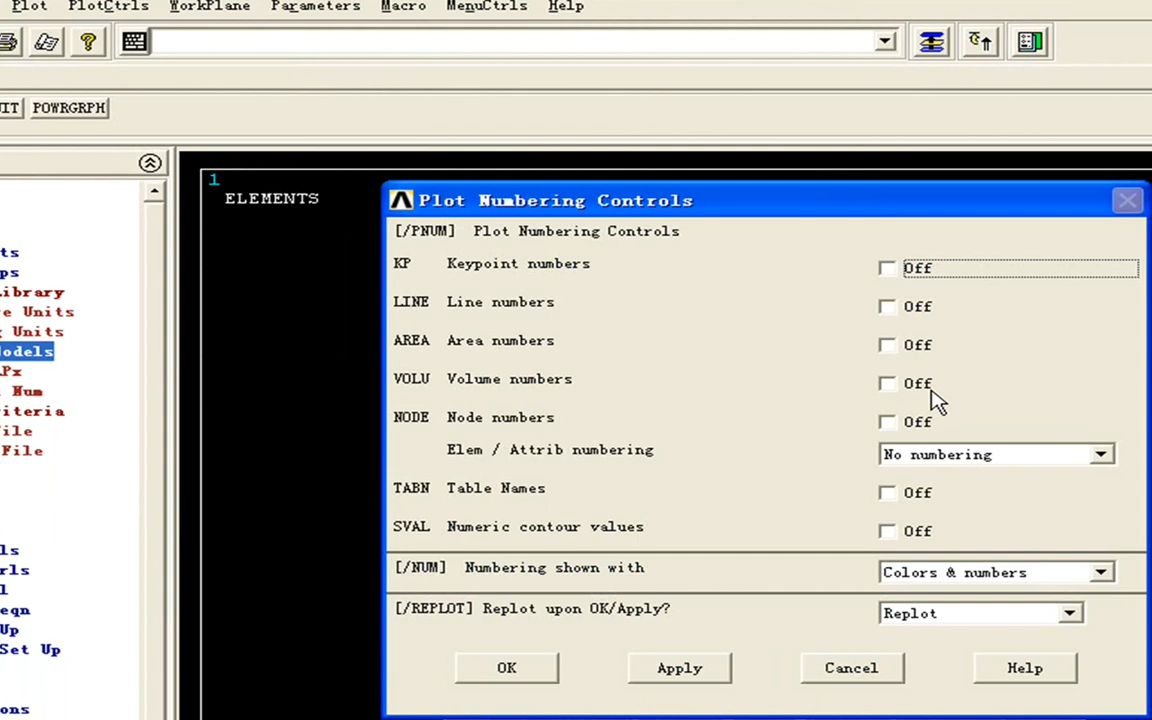 Plot PlotCtrls WorkPlane Parameters Macro MenuCtrls Help
UIT POWRGRPH
1
ELEMENTS
Plot Numbering Controls
[/PNUM] Plot Numbering Controls
KP Keypoint numbers Off
LINE Line numbers Off
AREA Area numbers Off
VOLU Volume numbers Off
NODE Node numbers Off
Elem / Attrib numbering No numbering
TABN Table Names Off
SVAL Numeric contour values Off
[/NUM] Numbering shown with Colors & numbers
[/REPLOT] Replot upon OK/Apply? Replot
OK Apply Cancel Help
ts
ps
ibrary
e Units
g Units
odels
Px
Num
iteria
ile
File
ls
rls
l
eqn
Up
Set Up
ons